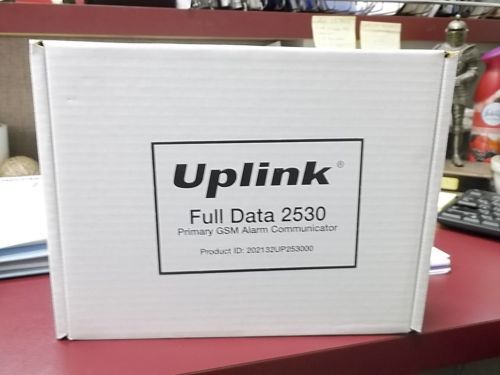 Uplink ®
Full Data 2530
Primary GSM Alarm Communicator
Product ID: 202132UP253000